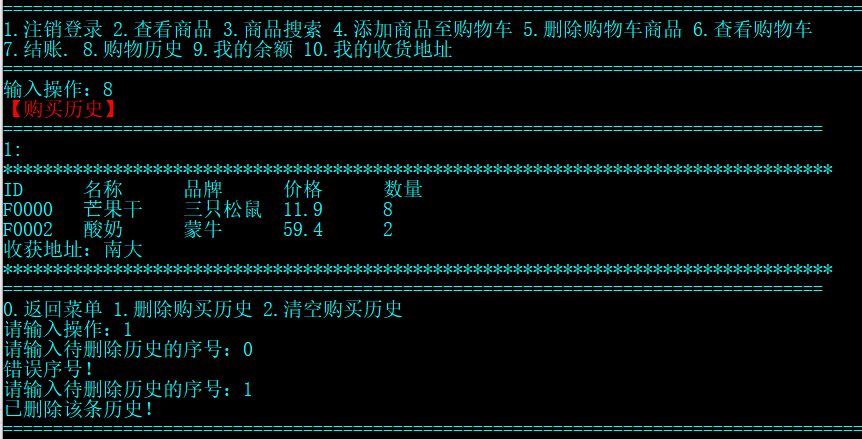 ======================================================================================
1.注销登录 2.查看商品 3.商品搜索 4.添加商品至购物车 5.删除购物车商品 6.查看购物车
7.结账. 8.购物历史 9.我的余额 10.我的收货地址
======================================================================================
输入操作：8
【购买历史】
==================================================================================
1:
***********************************************************************************
ID 名称 品牌 价格 数量
F0000 芒果干 三只松鼠 11.9 8
F0002 酸奶 蒙牛 59.4 2
收获地址：南大
***********************************************************************************
==================================================================================
0.返回菜单 1.删除购买历史 2.清空购买历史
请输入操作：1
请输入待删除历史的序号：0
错误序号！
请输入待删除历史的序号：1
已删除该条历史！
======================================================================================